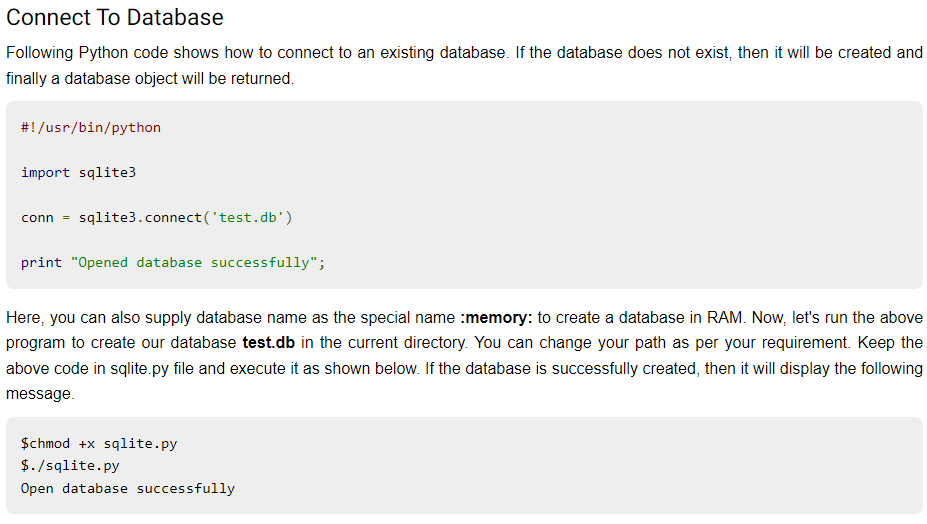 Connect To Database
Following Python code shows how to connect to an existing database. If the database does not exist, then it will be created and
finally a database object will be returned.
#!/usr/bin/python
import sqlite3
conn = sqlite3.connect('test.db')
print "Opened database successfully";
Here, you can also supply database name as the special name :memory: to create a database in RAM. Now, let's run the above
program to create our database test.db in the current directory. You can change your path as per your requirement. Keep the
above code in sqlite.py file and execute it as shown below. If the database is successfully created, then it will display the following
message.
$chmod +x sqlite.py
$./sqlite.py
Open database successfully